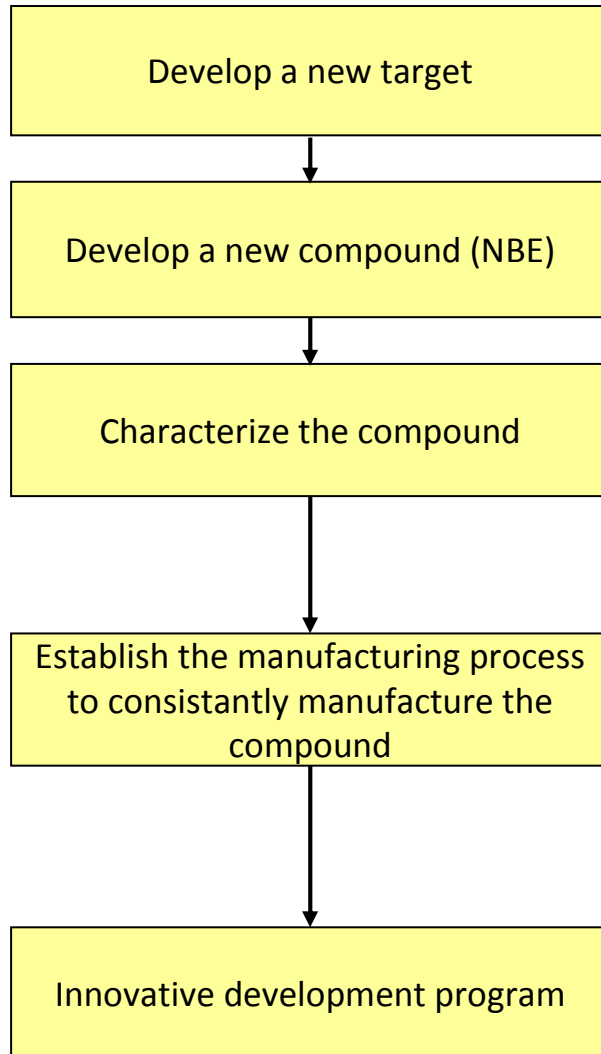 Develop a new target
Develop a new compound (NBE)
Characterize the compound
Establish the manufacturing process
to consistantly manufacture the
compound
Innovative development program